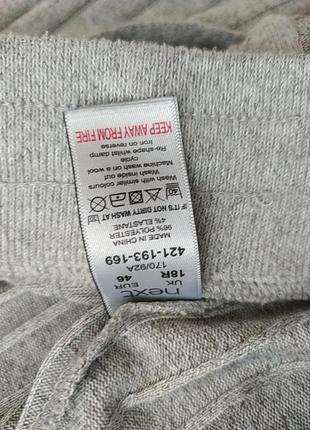 next
UK EUR
18R 46
170/92A
421-193-169
MADE IN CHINA
96% POLYESTER
4% ELASTANE
IF IT'S NOT DIRTY WASH AT 30
40
Wash with similar colours
Wash inside out
Machine wash on a wool
cycle
Re-shape whilst damp
Iron on reverse
KEEP AWAY FROM FIRE